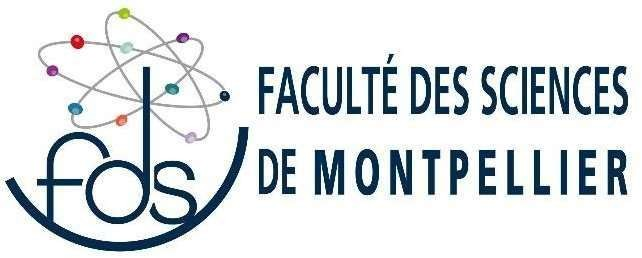 fds
FACULTÉ DES SCIENCES
DE MONTPELLIER